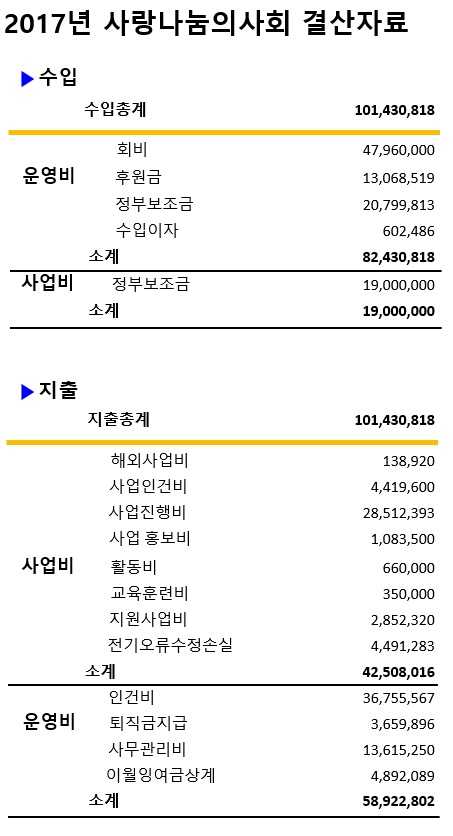 2017년 사랑나눔의사회 결산자료
▶수입
수입총계 101,430,818
회비 47,960,000
운영비 후원금 13,068,519
정부보조금 20,799,813
수입이자 602,486
소계 82,430,818
사업비 정부보조금 19,000,000
소계 19,000,000
▶지출
지출총계 101,430,818
해외사업비 138,920
사업인건비 4,419,600
사업진행비 28,512,393
사업 홍보비 1,083,500
사업비 활동비 660,000
교육훈련비 350,000
지원사업비 2,852,320
전기오류수정손실 4,491,283
소계 42,508,016
인건비 36,755,567
운영비 퇴직금지급 3,659,896
사무관리비 13,615,250
이월잉여금상계 4,892,089
소계 58,922,802